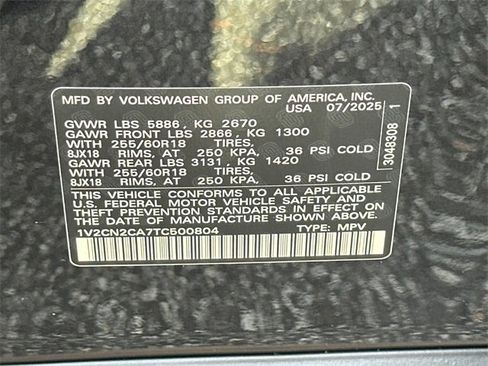 MFD. BY VOLKSWAGEN GROUP OF AMERICA, INC.
USA 07/2025
GVWR LBS 5886, KG 2670
GAWR FRONT LBS 2866, KG 1300
WITH 255/60R18 TIRES,
8JX18 RIMS, AT 250 KPA, 36 PSI COLD
GAWR REAR LBS 3131, KG 1420
WITH 255/60R18 TIRES,
8JX18 RIMS, AT 250 KPA, 36 PSI COLD
THIS VEHICLE CONFORMS TO ALL APPLICABLE
U.S. FEDERAL MOTOR VEHICLE SAFETY AND
THEFT PREVENTION STANDARDS IN EFFECT ON
THE DATE OF MANUFACTURE SHOWN ABOVE.
1V2CN2CA7TC500804 TYPE: MPV
3048308 1